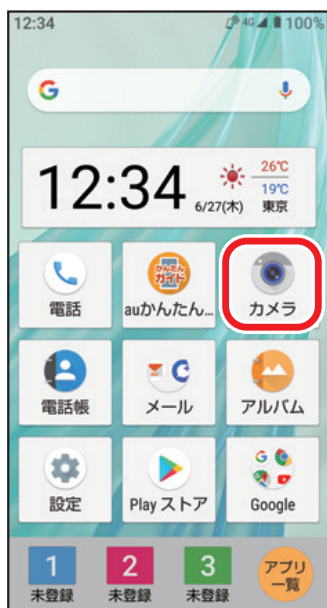 12:34 4G 100%
G
12:34 26℃
19℃
6/27(木) 東京
かんたん
ガイド
電話 auかんたん... カメラ
電話帳 メール アルバム
設定 Play ストア Google
1 2 3 アプリ
一覧
未登録 未登録 未登録